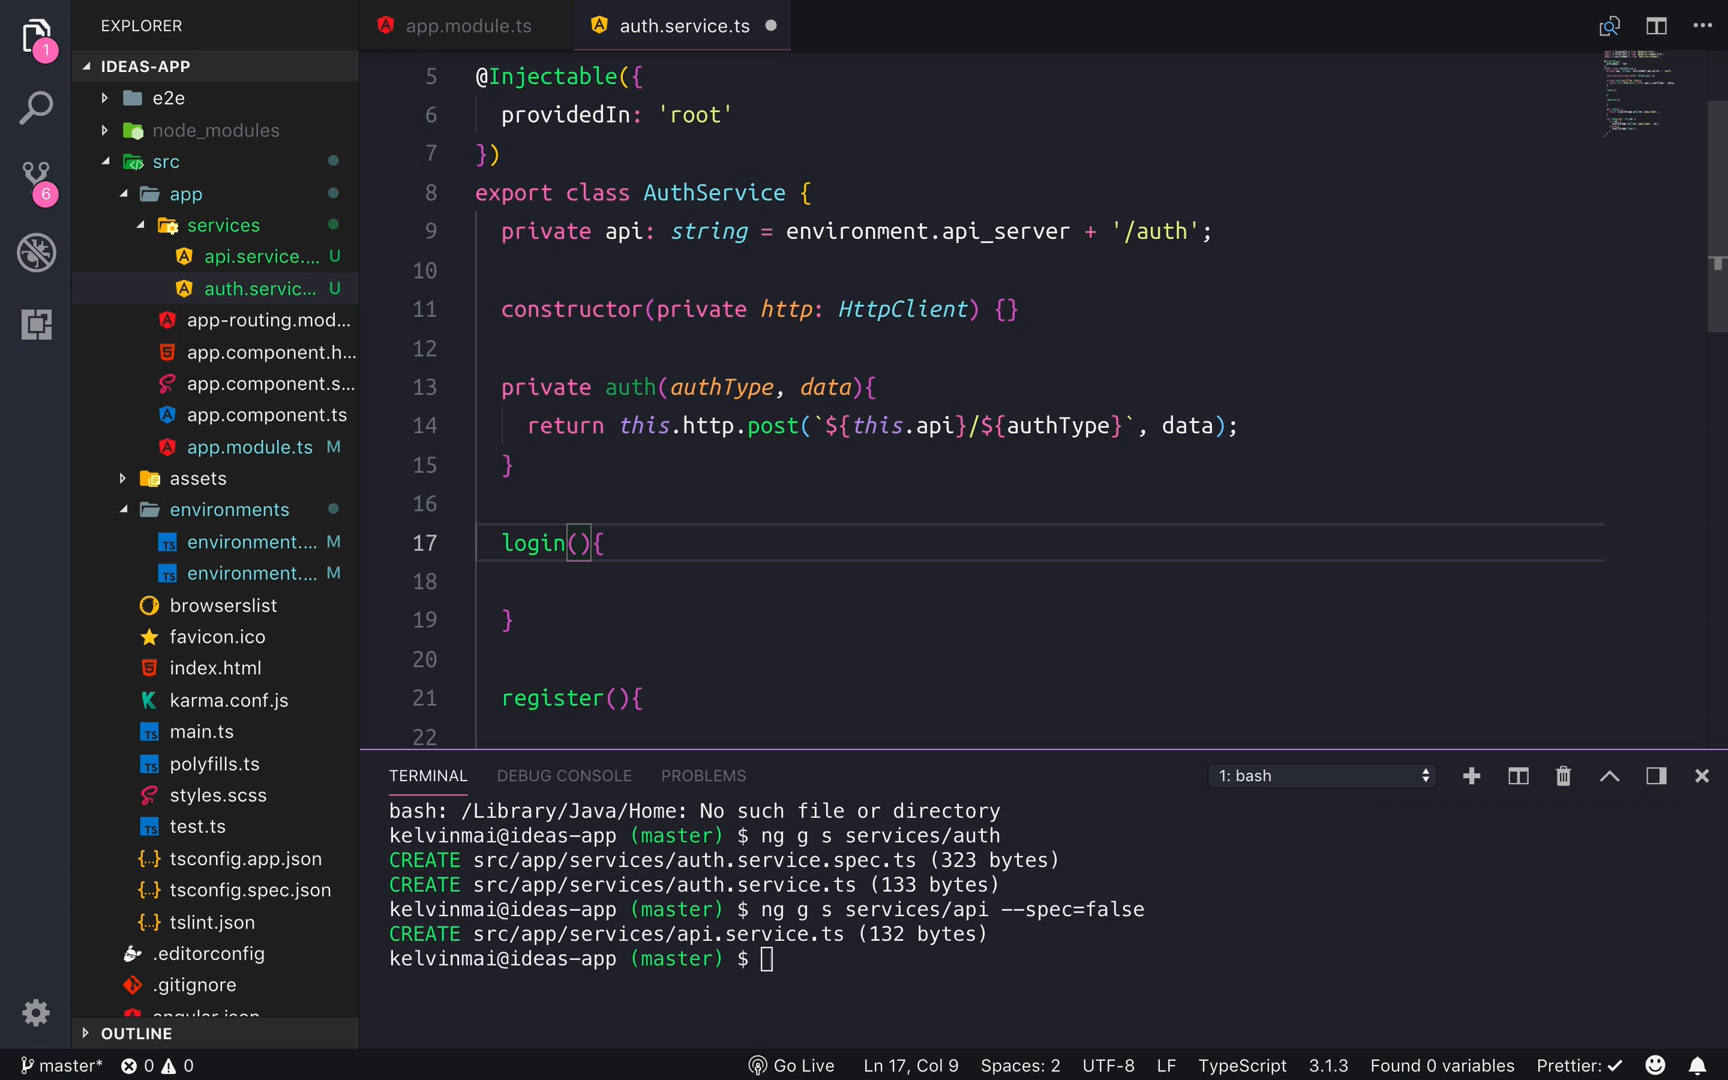 EXPLORER
IDEAS-APP
e2e
node_modules
src
app
services
api.service.... U
auth.servic... U
app-routing.mod...
app.component.h...
app.component.s...
app.component.ts
app.module.ts M
assets
environments
environment.... M
environment.... M
browserslist
favicon.ico
index.html
karma.conf.js
main.ts
polyfills.ts
styles.scss
test.ts
tsconfig.app.json
tsconfig.spec.json
tslint.json
.editorconfig
.gitignore
angular.json
OUTLINE
1
6
app.module.ts
auth.service.ts
5 @Injectable({
6 providedIn: 'root'
7 })
8 export class AuthService {
9 private api: string = environment.api_server + '/auth';
10
11 constructor(private http: HttpClient) {}
12
13 private auth(authType, data){
14 return this.http.post(`${this.api}/${authType}`, data);
15 }
16
17 login(){
18
19 }
20
21 register(){
22
TERMINAL DEBUG CONSOLE PROBLEMS 1: bash
bash: /Library/Java/Home: No such file or directory
kelvinmai@ideas-app (master) $ ng g s services/auth
CREATE src/app/services/auth.service.spec.ts (323 bytes)
CREATE src/app/services/auth.service.ts (133 bytes)
kelvinmai@ideas-app (master) $ ng g s services/api --spec=false
CREATE src/app/services/api.service.ts (132 bytes)
kelvinmai@ideas-app (master) $
master* 0 0 Go Live Ln 17, Col 9 Spaces: 2 UTF-8 LF TypeScript 3.1.3 Found 0 variables Prettier: ✓